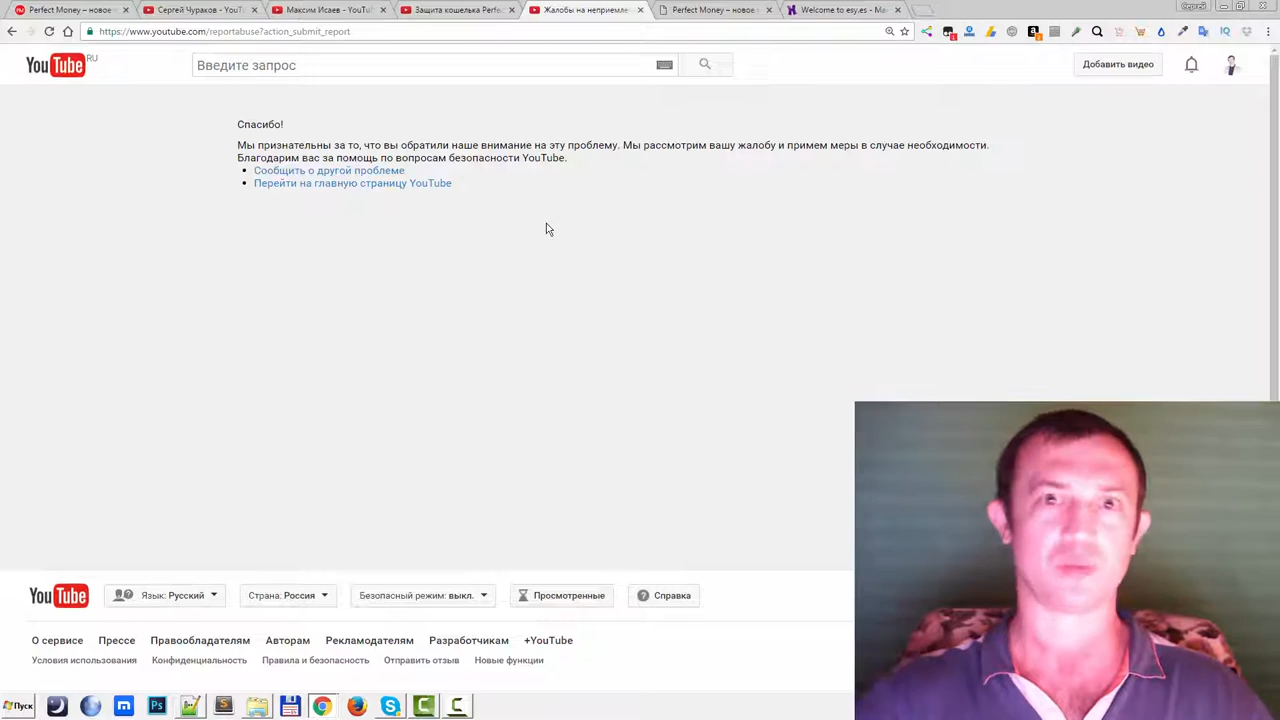 Perfect Money – новое
Сергей Чураков - YouTu
Максим Исаев - YouTube
Защита кошелька Perfe
Жалобы на неприемле
Perfect Money – новое
Welcome to esy.es - Ма
Сергей
https://www.youtube.com/reportabuse?action_submit_report
YouTube RU
Введите запрос
Добавить видео
Спасибо!
Мы признательны за то, что вы обратили наше внимание на эту проблему. Мы рассмотрим вашу жалобу и примем меры в случае необходимости.
Благодарим вас за помощь по вопросам безопасности YouTube.
Сообщить о другой проблеме
Перейти на главную страницу YouTube
YouTube
Язык: Русский
Страна: Россия
Безопасный режим: выкл.
Просмотренные
Справка
О сервисе Прессе Правообладателям Авторам Рекламодателям Разработчикам +YouTube
Условия использования Конфиденциальность Правила и безопасность Отправить отзыв Новые функции
Пуск